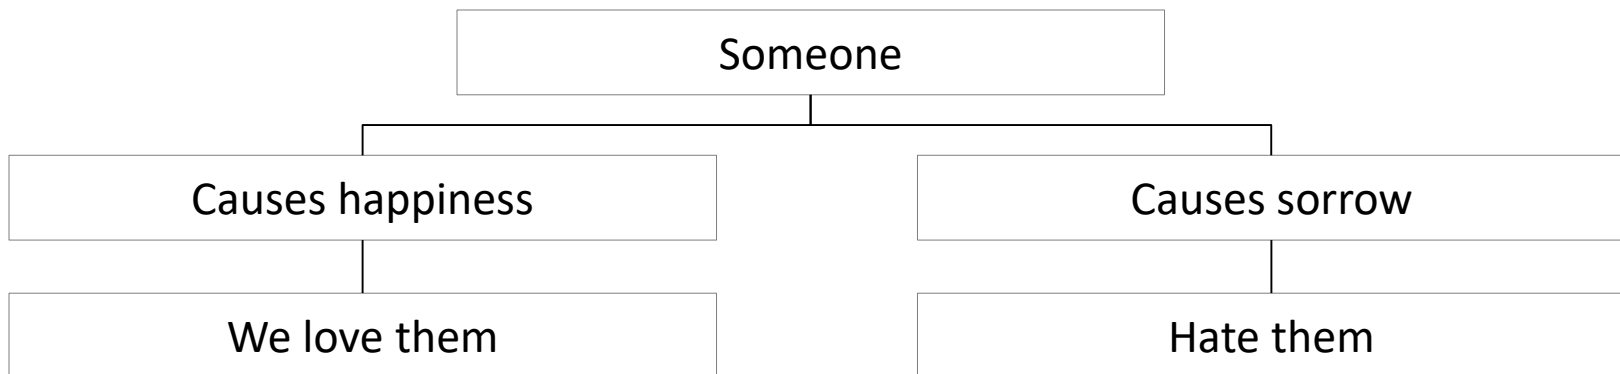 Someone
Causes happiness
Causes sorrow
We love them
Hate them